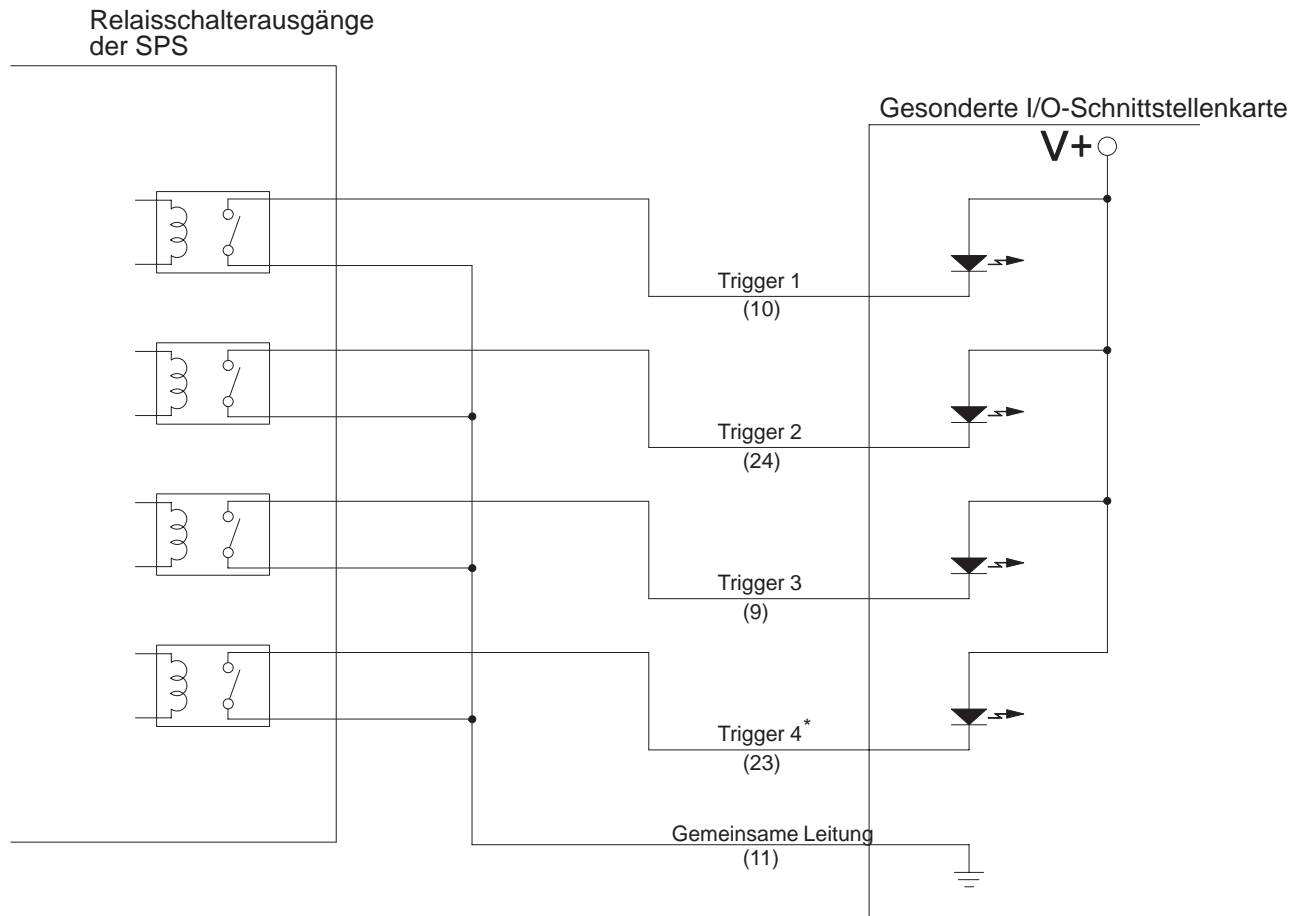 Relaisschalterausgänge
der SPS
Gesonderte I/O-Schnittstellenkarte
V+
Trigger 1
(10)
Trigger 2
(24)
Trigger 3
(9)
Trigger 4*
(23)
Gemeinsame Leitung
(11)